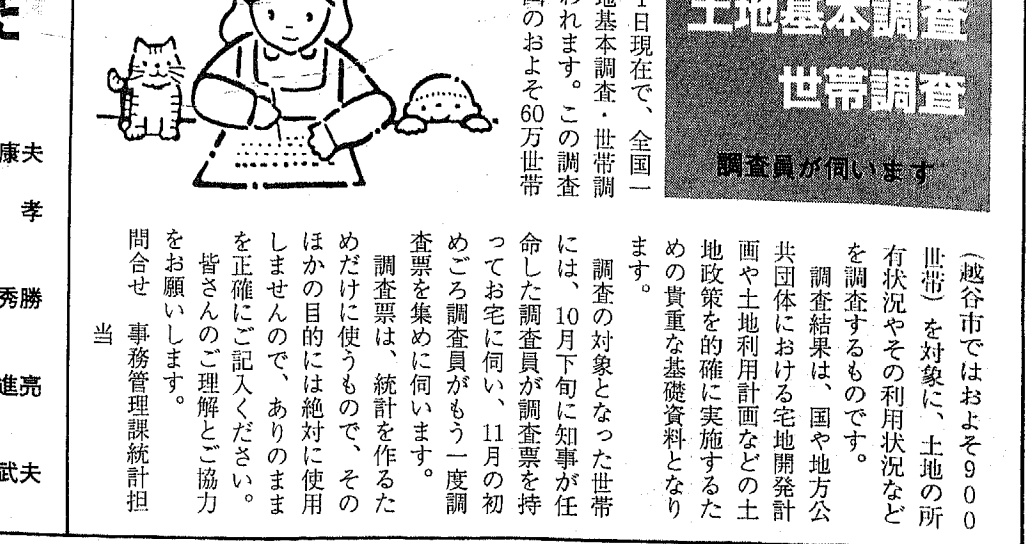 土地基本調査
世帯調査
調査員が伺います
1日現在で、全国一
地基本調査・世帯調
われます。この調査
国のおよそ60万世帯
(越谷市ではおよそ900
世帯)を対象に、土地の所
有状況やその利用状況など
を調査するものです。
調査結果は、国や地方公
共団体における宅地開発計
画や土地利用計画などの土
地政策を的確に実施するた
めの貴重な基礎資料となり
ます。
調査の対象となった世帯
には、10月下旬に知事が任
命した調査員が調査票を持
ってお宅に伺い、11月の初
めごろ調査員がもう一度調
査票を集めに伺います。
調査票は、統計を作るた
めだけに使うもので、その
ほかの目的には絶対に使用
しませんので、ありのまま
を正確にご記入ください。
皆さんのご理解とご協力
をお願いします。
問合せ 事務管理課統計担
当
康夫
孝
秀勝
進亮
武夫